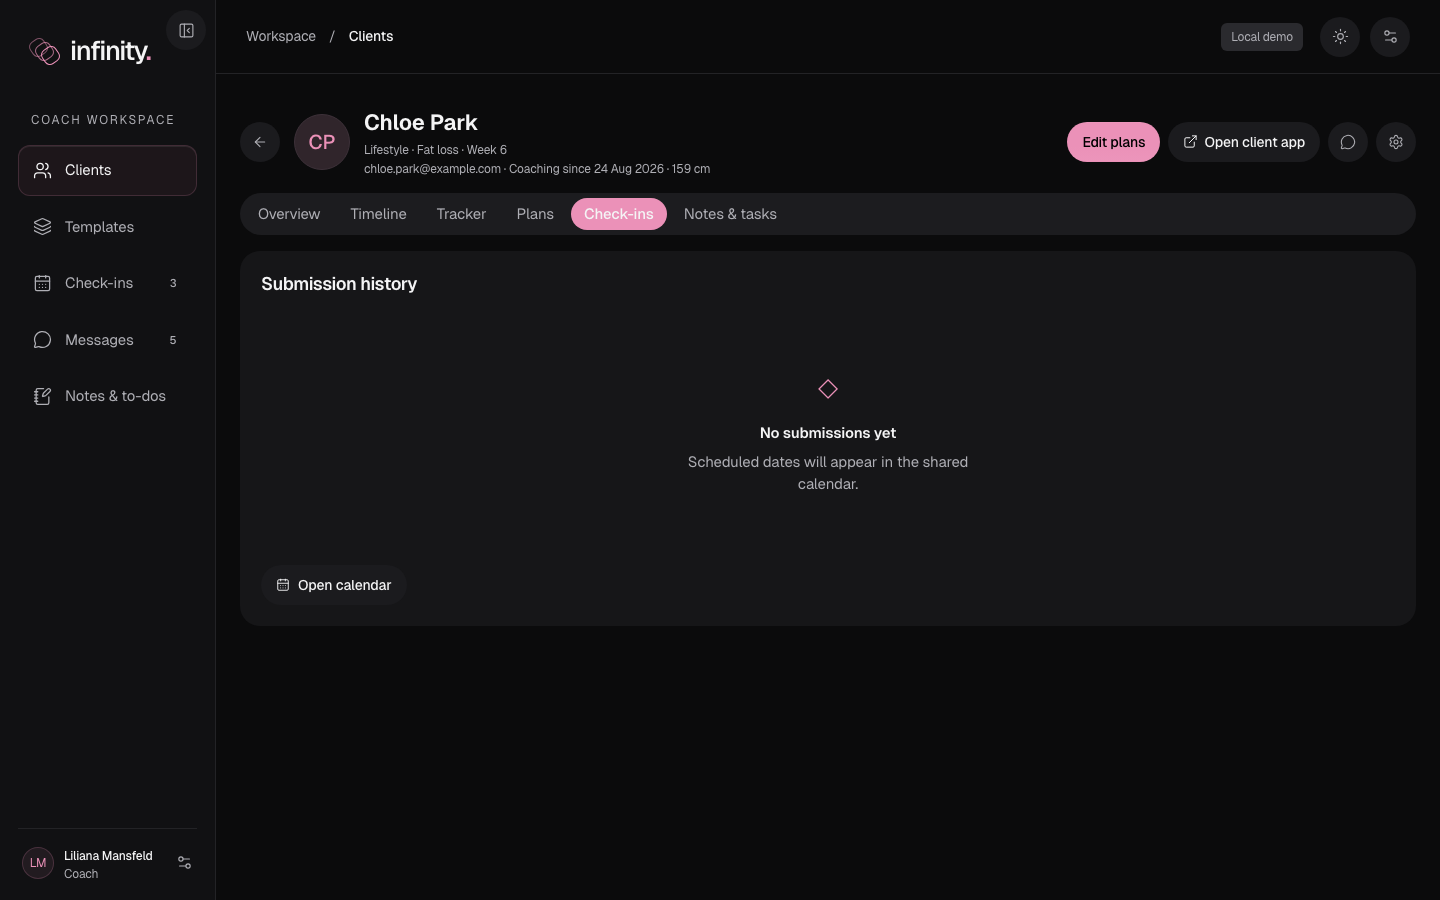 infinity.
COACH WORKSPACE
Clients
Templates
Check-ins 3
Messages 5
Notes & to-dos
LM
Liliana Mansfeld
Coach
Workspace / Clients
Local demo
CP
Chloe Park
Lifestyle · Fat loss · Week 6
chloe.park@example.com · Coaching since 24 Aug 2026 · 159 cm
Edit plans
Open client app
Overview Timeline Tracker Plans Check-ins Notes & tasks
Submission history
No submissions yet
Scheduled dates will appear in the shared
calendar.
Open calendar